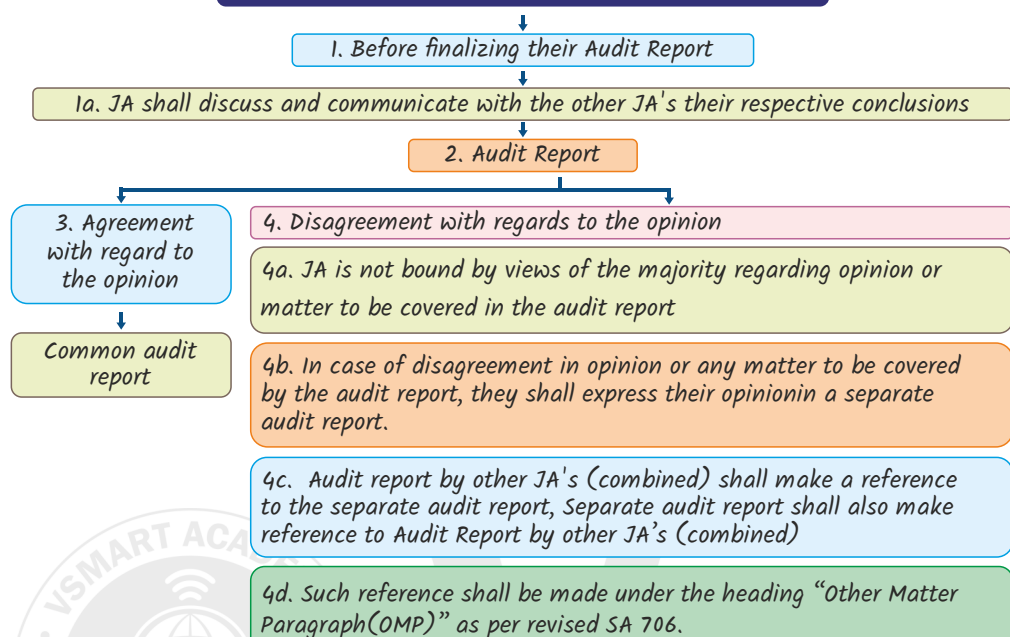 1. Before finalizing their Audit Report
1a. JA shall discuss and communicate with the other JA's their respective conclusions
2. Audit Report
3. Agreement
with regard to
the opinion
Common audit
report
4. Disagreement with regards to the opinion
4a. JA is not bound by views of the majority regarding opinion or
matter to be covered in the audit report
4b. In case of disagreement in opinion or any matter to be covered
by the audit report, they shall express their opinionin a separate
audit report.
4c. Audit report by other JA's (combined) shall make a reference
to the separate audit report, Separate audit report shall also make
reference to Audit Report by other JA’s (combined)
4d. Such reference shall be made under the heading “Other Matter
Paragraph(OMP)” as per revised SA 706.
VSMART